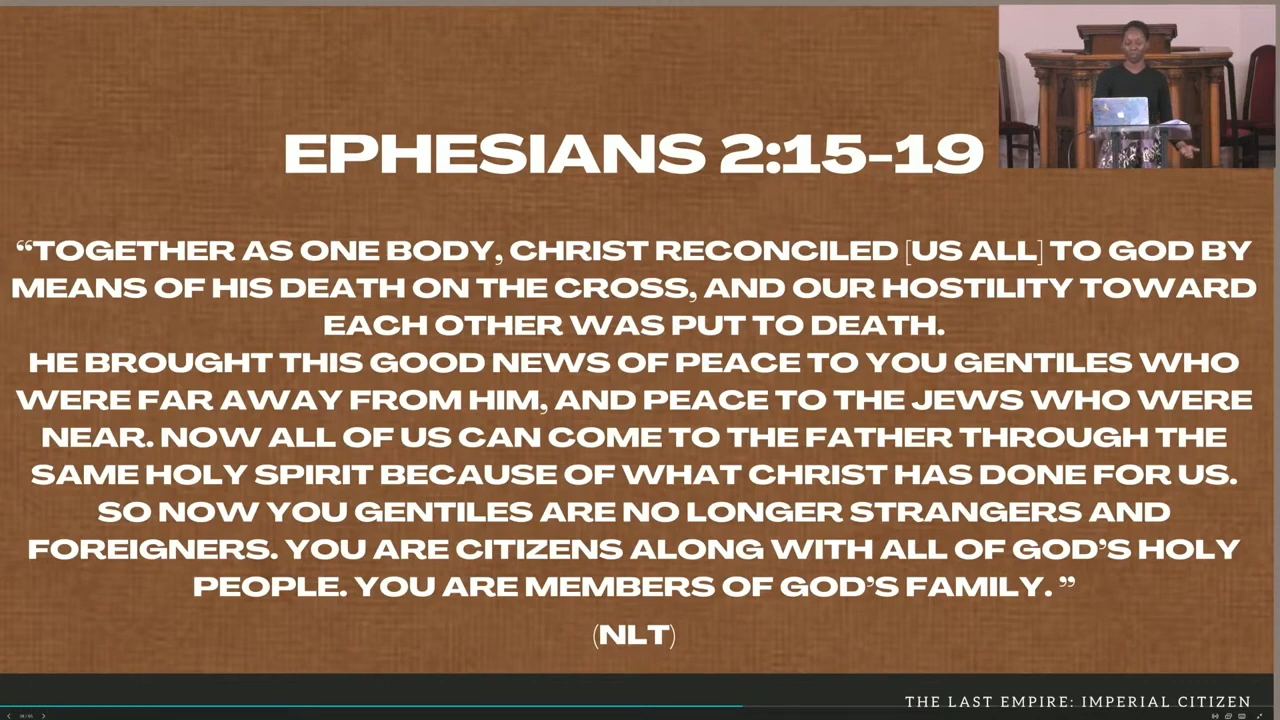 EPHESIANS 2:15-19
“TOGETHER AS ONE BODY, CHRIST RECONCILED [US ALL] TO GOD BY
MEANS OF HIS DEATH ON THE CROSS, AND OUR HOSTILITY TOWARD
EACH OTHER WAS PUT TO DEATH.
HE BROUGHT THIS GOOD NEWS OF PEACE TO YOU GENTILES WHO
WERE FAR AWAY FROM HIM, AND PEACE TO THE JEWS WHO WERE
NEAR. NOW ALL OF US CAN COME TO THE FATHER THROUGH THE
SAME HOLY SPIRIT BECAUSE OF WHAT CHRIST HAS DONE FOR US.
SO NOW YOU GENTILES ARE NO LONGER STRANGERS AND
FOREIGNERS. YOU ARE CITIZENS ALONG WITH ALL OF GOD’S HOLY
PEOPLE. YOU ARE MEMBERS OF GOD’S FAMILY. ”
(NLT)
THE LAST EMPIRE: IMPERIAL CITIZEN